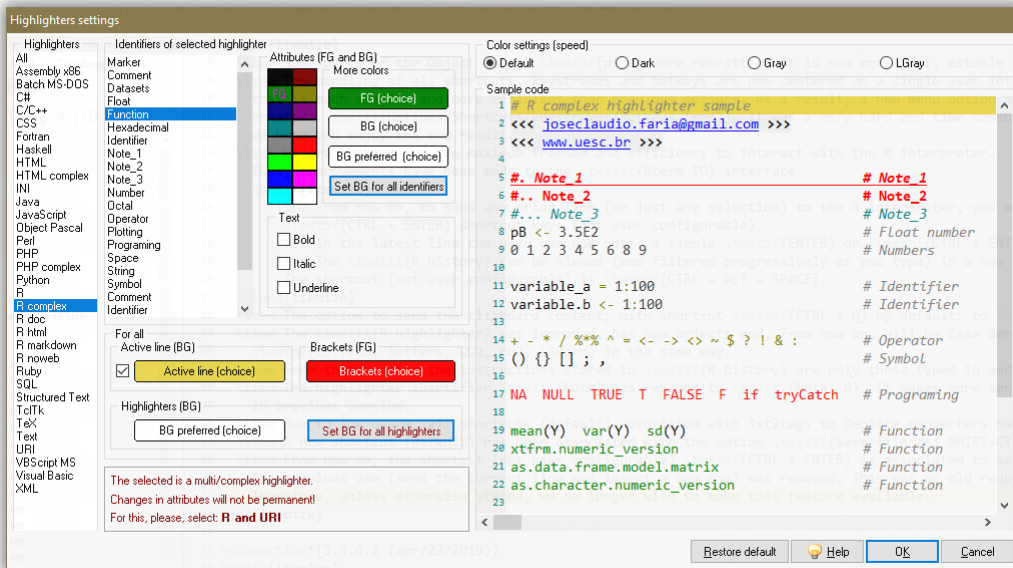 Highlighters settings
Highlighters
All
Assembly x86
Batch MS-DOS
C#
C/C++
CSS
Fortran
Haskell
HTML
HTML complex
INI
Java
JavaScript
Object Pascal
Perl
PHP
PHP complex
Python
R
R complex
R doc
R html
R markdown
R noweb
Ruby
SQL
Structured Text
TclTk
TeX
Text
URI
VBScript MS
Visual Basic
XML
Identifiers of selected highlighter
Marker
Comment
Datasets
Float
Function
Hexadecimal
Identifier
Note_1
Note_2
Note_3
Number
Octal
Operator
Plotting
Programing
Space
String
Symbol
Comment
Identifier
Attributes (FG and BG)
FG
More colors
FG (choice)
BG (choice)
BG preferred (choice)
Set BG for all identifiers
Text
Bold
Italic
Underline
For all
Active line (BG)
Active line (choice)
Brackets (FG)
Brackets (choice)
Highlighters (BG)
BG preferred (choice)
Set BG for all highlighters
The selected is a multi/complex highlighter.
Changes in attributes will not be permanent!
For this, please, select: R and URI
Color settings (speed)
Default Dark Gray LGray
Sample code
1 # R complex highlighter sample
2 <<< joseclaudio.faria@gmail.com >>>
3 <<< www.uesc.br >>>
4
5 #. Note_1 # Note_1
6 #.. Note_2 # Note_2
7 #... Note_3 # Note_3
8 pB <- 3.5E2 # Float number
9 0 1 2 3 4 5 6 8 9 # Numbers
10
11 variable_a = 1:100 # Identifier
12 variable.b <- 1:100 # Identifier
13
14 + - * / %*% ^ = <- -> <> ~ $ ? ! & : # Operator
15 () {} [] ; , # Symbol
16
17 NA NULL TRUE T FALSE F if tryCatch # Programing
18
19 mean(Y) var(Y) sd(Y) # Function
20 xtfrm.numeric_version # Function
21 as.data.frame.model.matrix # Function
22 as.character.numeric_version # Function
23
Restore default
Help
OK
Cancel
\subsection*{5.3.4.1 (apr/22/2019)}